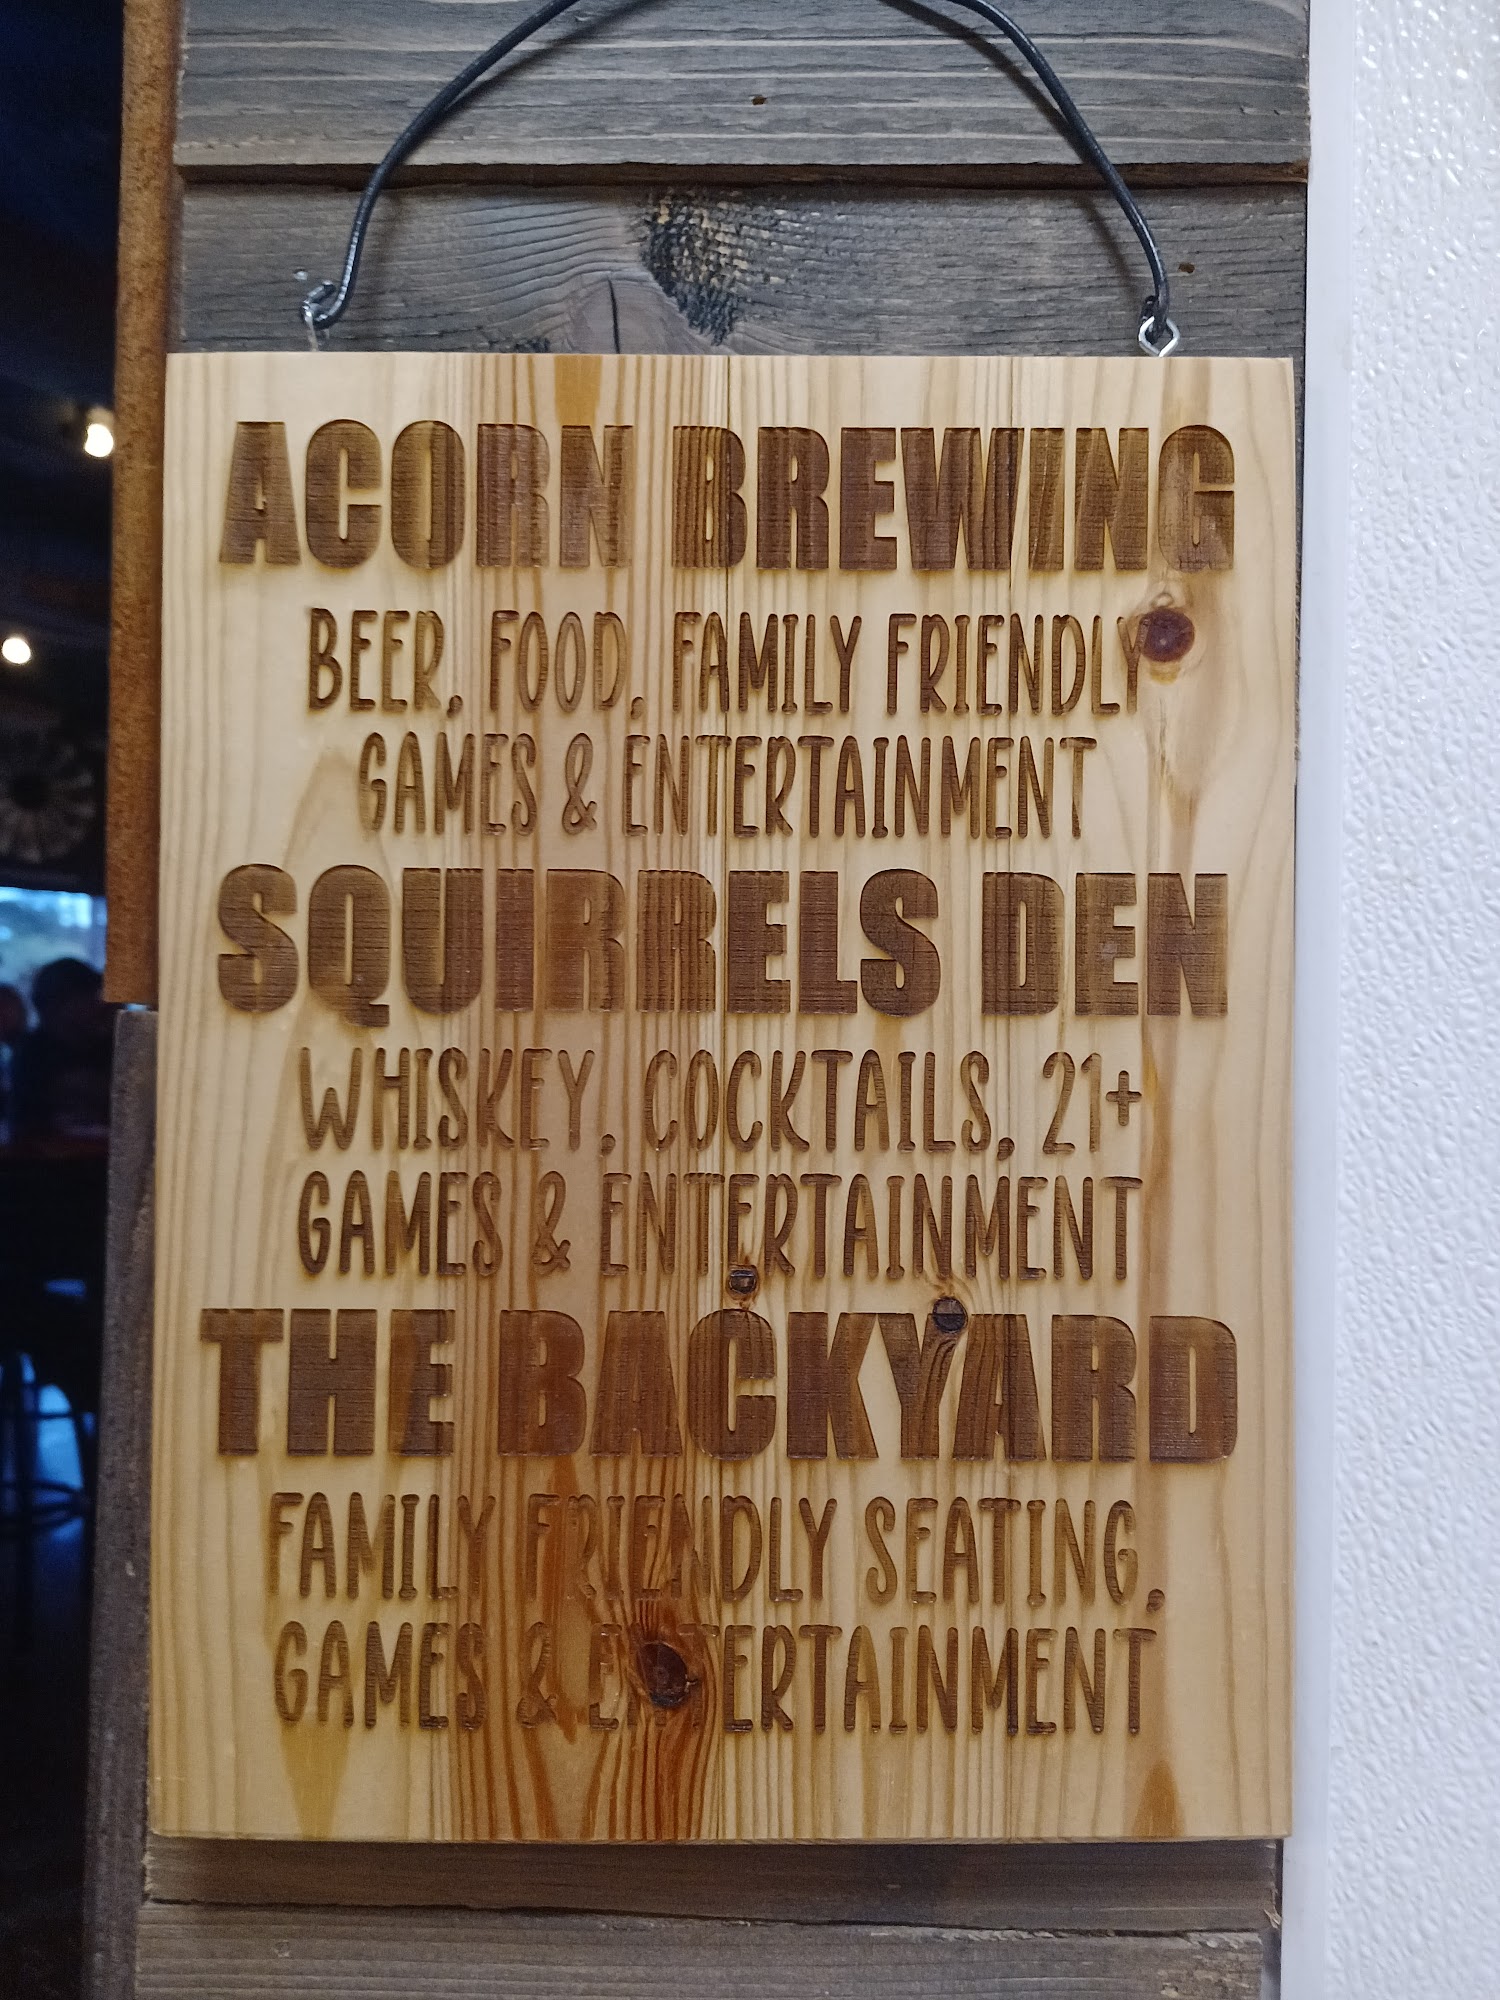 ACORN BREWING
BEER, FOOD, FAMILY FRIENDLY
GAMES & ENTERTAINMENT
SQUIRRELS DEN
WHISKEY, COCKTAILS, 21+
GAMES & ENTERTAINMENT
THE BACKYARD
FAMILY FRIENDLY SEATING,
GAMES & ENTERTAINMENT